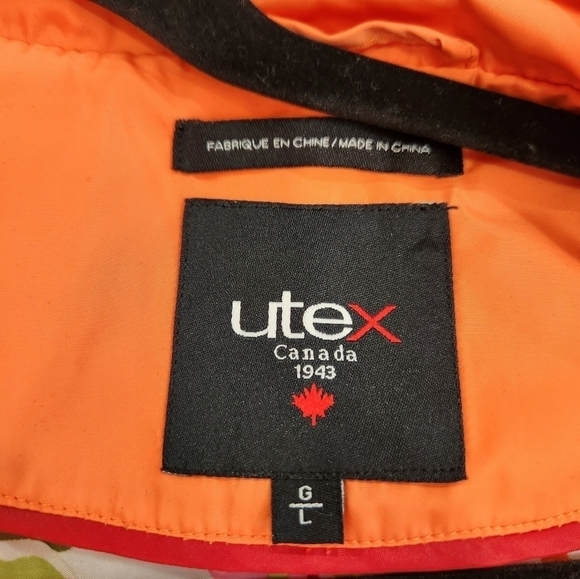 FABRIQUE EN CHINE / MADE IN CHINA
utex
Canada
1943
G
L